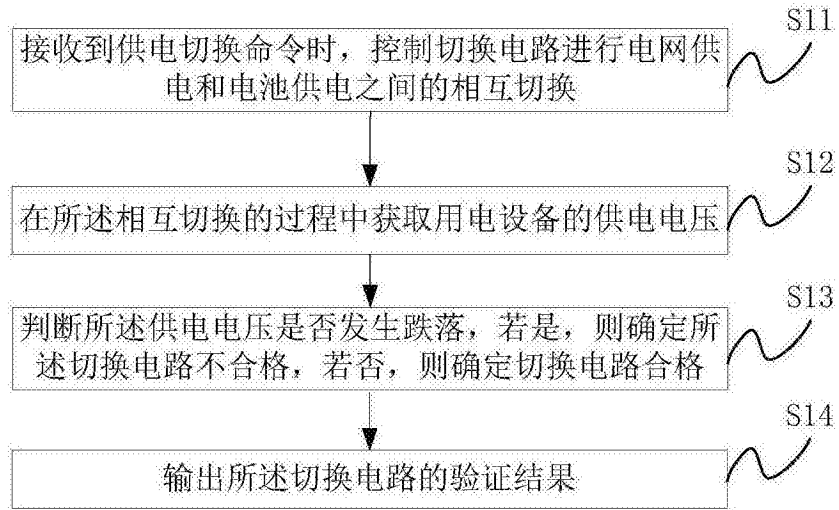 S11
接收到供电切换命令时，控制切换电路进行电网供
电和电池供电之间的相互切换
S12
在所述相互切换的过程中获取用电设备的供电电压
S13
判断所述供电电压是否发生跌落，若是，则确定所
述切换电路不合格，若否，则确定切换电路合格
S14
输出所述切换电路的验证结果